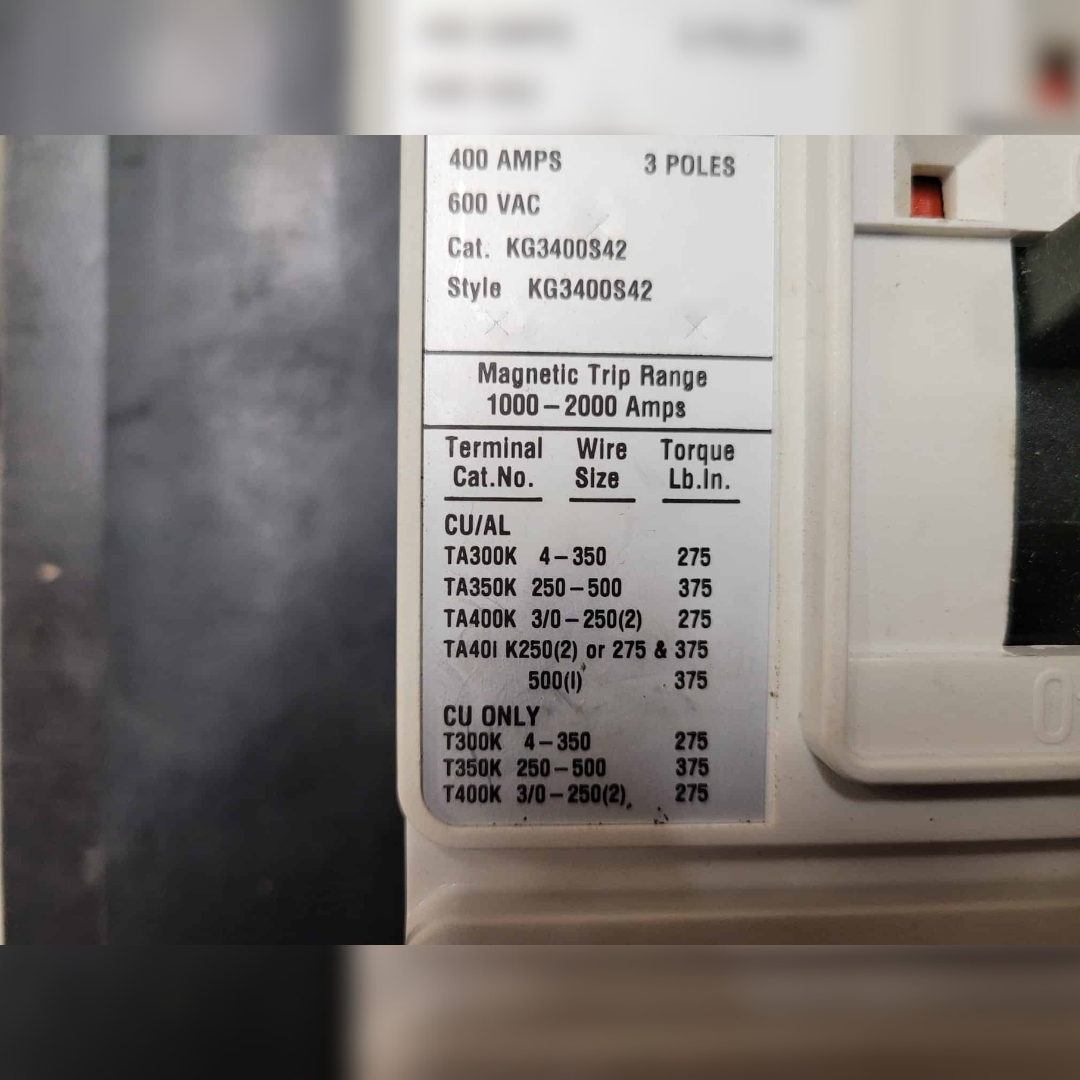 400 AMPS 3 POLES
600 VAC
Cat. KG3400S42
Style KG3400S42
Magnetic Trip Range
1000–2000 Amps
Terminal Wire Torque
Cat.No. Size Lb.In.
CU/AL
TA300K 4–350 275
TA350K 250–500 375
TA400K 3/0–250(2) 275
TA401 K250(2) or 275 & 375
500(1) 375
CU ONLY
T300K 4–350 275
T350K 250–500 375
T400K 3/0–250(2) 275
O